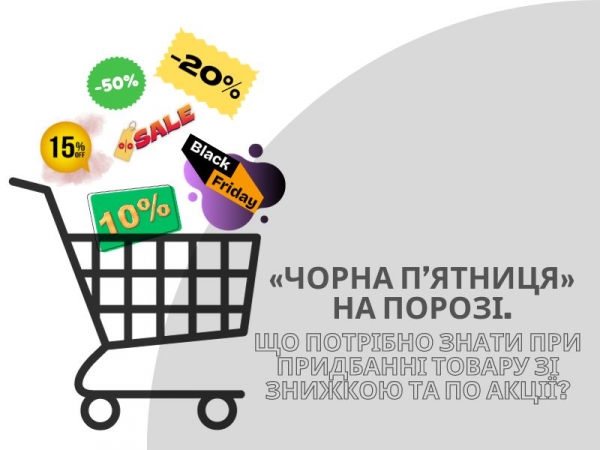 -50%
-20%
15%
OFF
% SALE
Black
Friday
10%
«ЧОРНА П’ЯТНИЦЯ»
НА ПОРОЗІ.
ЩО ПОТРІБНО ЗНАТИ ПРИ
ПРИДБАННІ ТОВАРУ ЗІ
ЗНИЖКОЮ ТА ПО АКЦІЇ?